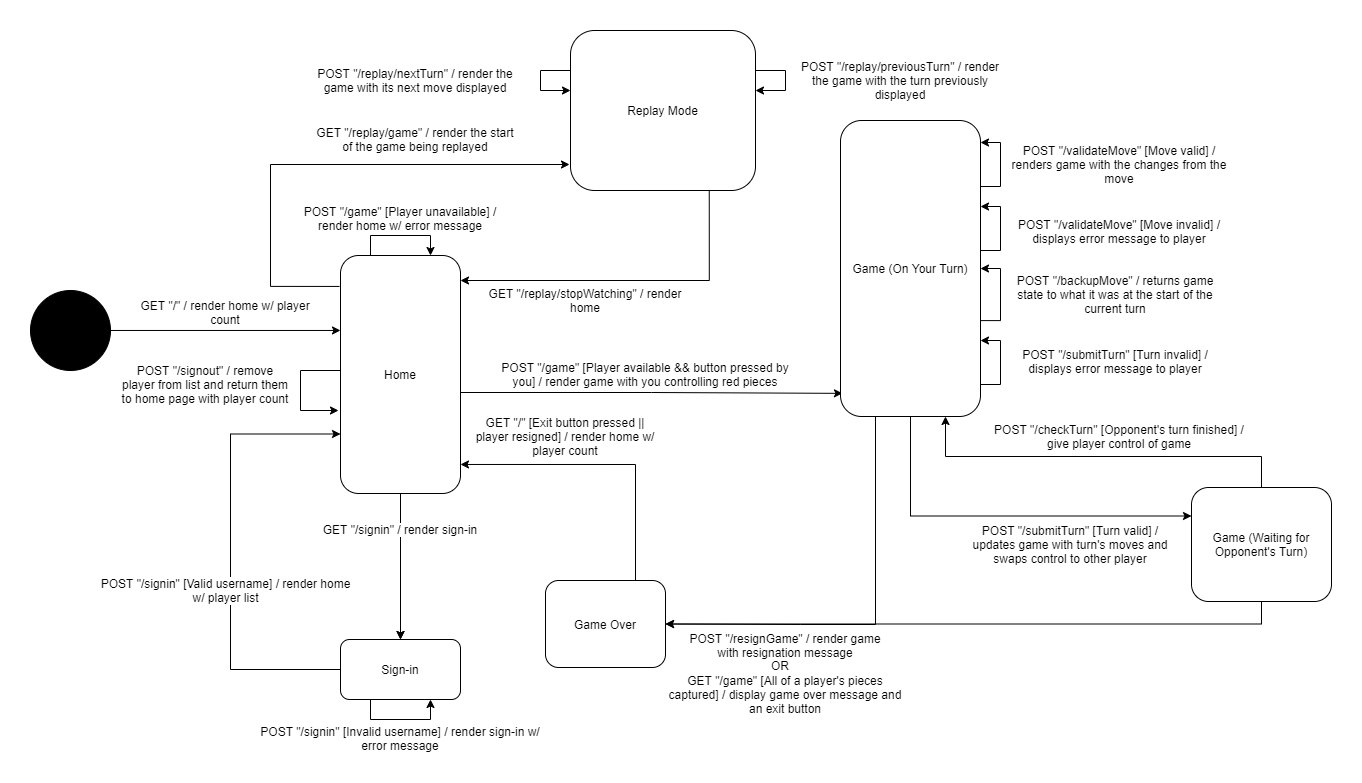 POST "/replay/nextTurn" / render the
game with its next move displayed
POST "/replay/previousTurn" / render
the game with the turn previously
displayed
Replay Mode
GET "/replay/game" / render the start
of the game being replayed
POST "/validateMove" [Move valid] /
renders game with the changes from the
move
POST "/game" [Player unavailable] /
render home w/ error message
POST "/validateMove" [Move invalid] /
displays error message to player
Game (On Your Turn)
POST "/backupMove" / returns game
state to what it was at the start of the
current turn
GET "/replay/stopWatching" / render
home
GET "/" / render home w/ player
count
POST "/submitTurn" [Turn invalid] /
displays error message to player
Home
POST "/signout" / remove
player from list and return them
to home page with player count
POST "/game" [Player available && button pressed by
you] / render game with you controlling red pieces
GET "/" [Exit button pressed ||
player resigned] / render home w/
player count
POST "/checkTurn" [Opponent's turn finished] /
give player control of game
GET "/signin" / render sign-in
POST "/submitTurn" [Turn valid] /
updates game with turn's moves and
swaps control to other player
Game (Waiting for
Opponent's Turn)
POST "/signin" [Valid username] / render home
w/ player list
Game Over
POST "/resignGame" / render game
with resignation message
OR
GET "/game" [All of a player's pieces
captured] / display game over message and
an exit button
Sign-in
POST "/signin" [Invalid username] / render sign-in w/
error message